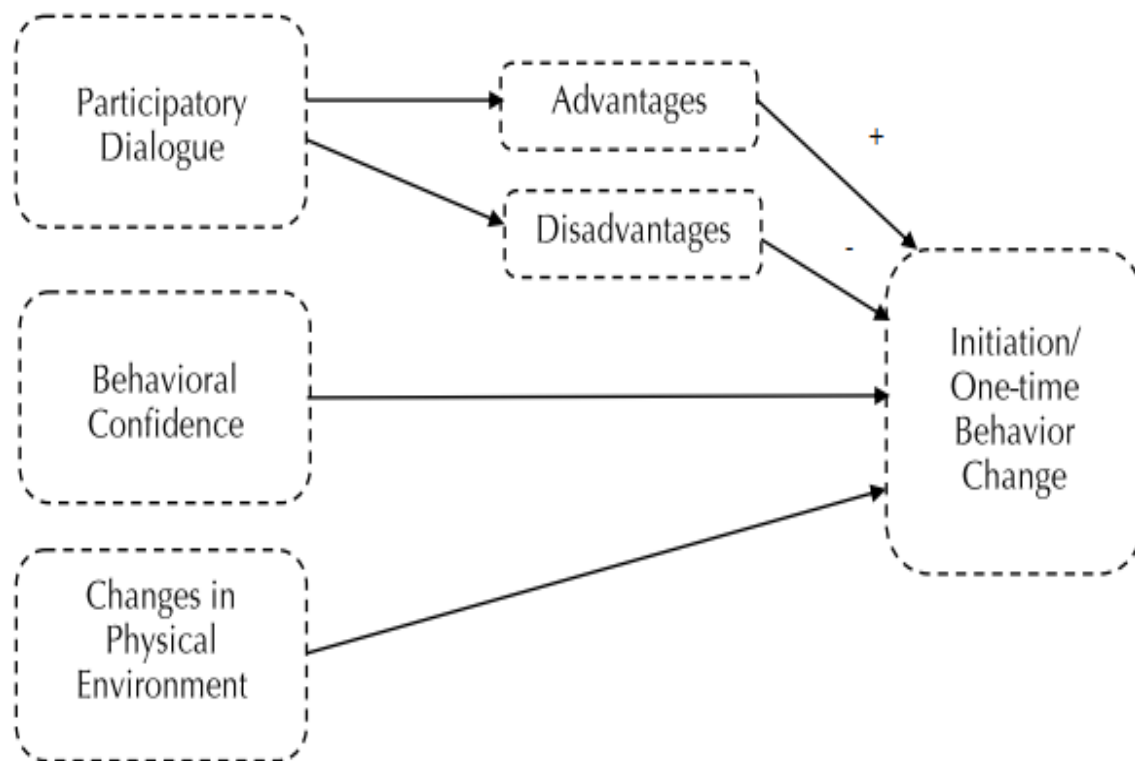 Participatory
Dialogue
Advantages
+
Disadvantages
-
Behavioral
Confidence
Initiation/
One-time
Behavior
Change
Changes in
Physical
Environment